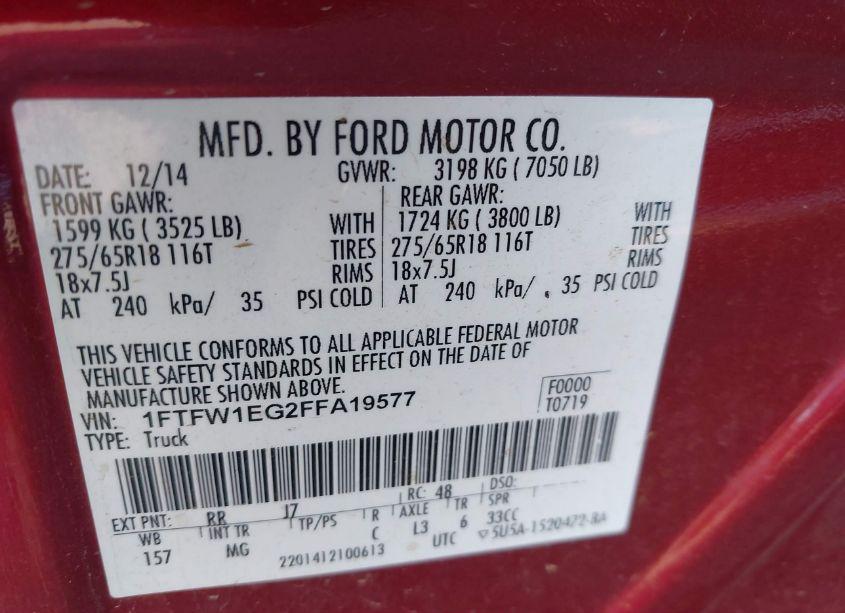 MFD. BY FORD MOTOR CO.
DATE: 12/14 GVWR: 3198 KG ( 7050 LB)
FRONT GAWR: REAR GAWR:
1599 KG ( 3525 LB) WITH 1724 KG ( 3800 LB) WITH
275/65R18 116T TIRES 275/65R18 116T TIRES
18x7.5J RIMS 18x7.5J RIMS
AT 240 kPa/ 35 PSI COLD AT 240 kPa/ 35 PSI COLD
THIS VEHICLE CONFORMS TO ALL APPLICABLE FEDERAL MOTOR
VEHICLE SAFETY STANDARDS IN EFFECT ON THE DATE OF
MANUFACTURE SHOWN ABOVE.
VIN: 1FTFW1EG2FFA19577 F0000
TYPE: Truck T0719
EXT PNT: RR J7 RC: 48 DSO:
WB INT TR TP/PS R AXLE TR SPR
157 MG C L3 6 33CC
2201412100613 UTC 5U5A-1520472-BA